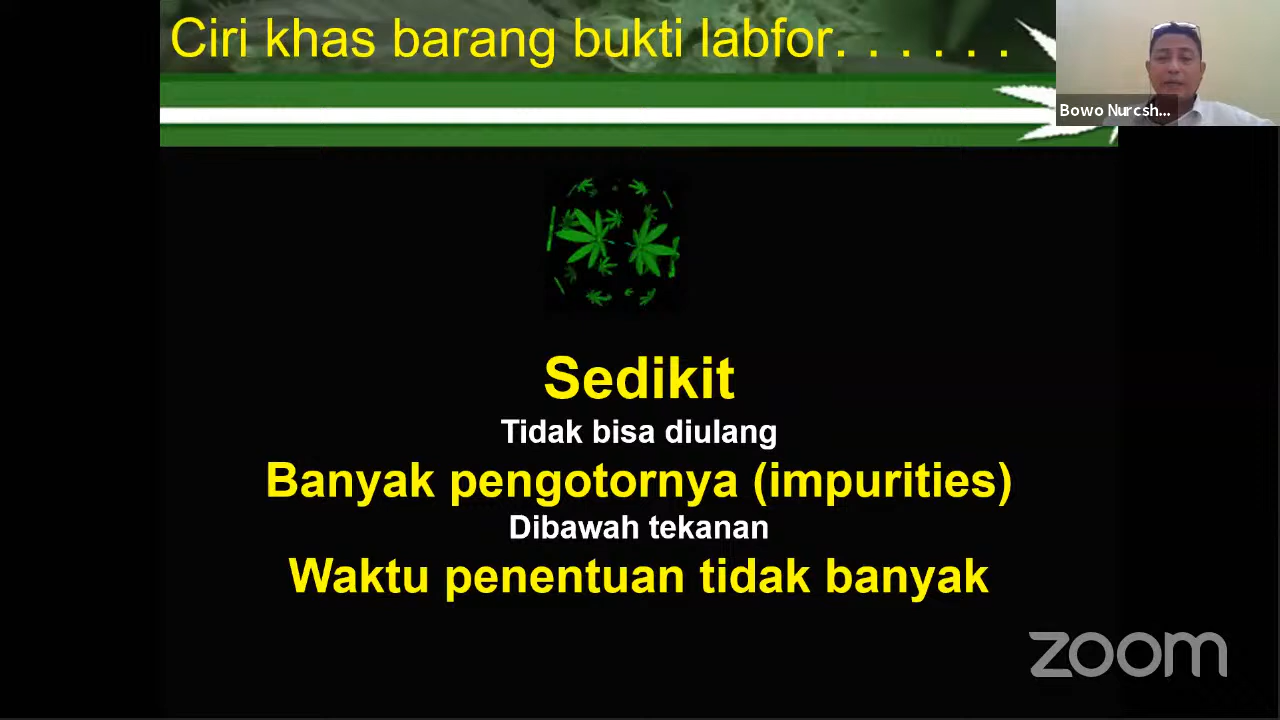 Ciri khas barang bukti labfor. . . . . .
Bowo Nurcsh...
Sedikit
Tidak bisa diulang
Banyak pengotornya (impurities)
Dibawah tekanan
Waktu penentuan tidak banyak
zoom